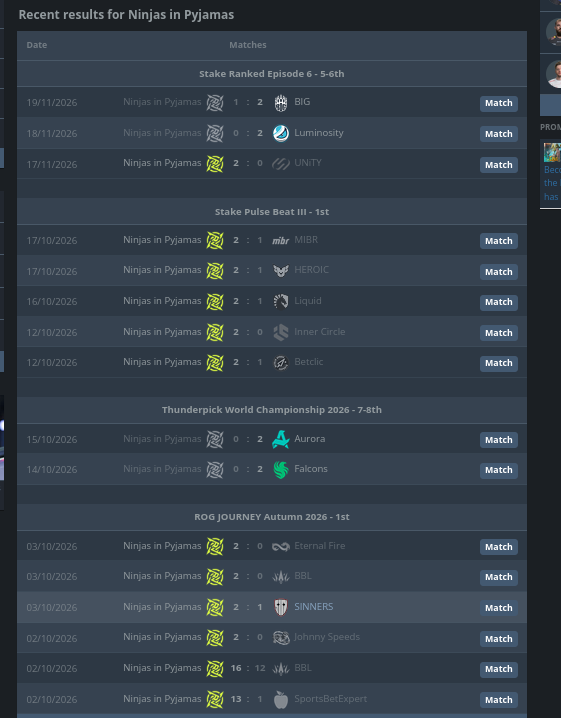 Recent results for Ninjas in Pyjamas
Date Matches
Stake Ranked Episode 6 - 5-6th
19/11/2026 Ninjas in Pyjamas 1 : 2 BIG Match
18/11/2026 Ninjas in Pyjamas 0 : 2 Luminosity Match
17/11/2026 Ninjas in Pyjamas 2 : 0 UNiTY Match
Stake Pulse Beat III - 1st
17/10/2026 Ninjas in Pyjamas 2 : 1 mibr MIBR Match
17/10/2026 Ninjas in Pyjamas 2 : 1 HEROIC Match
16/10/2026 Ninjas in Pyjamas 2 : 1 Liquid Match
12/10/2026 Ninjas in Pyjamas 2 : 0 Inner Circle Match
12/10/2026 Ninjas in Pyjamas 2 : 1 Betclic Match
Thunderpick World Championship 2026 - 7-8th
15/10/2026 Ninjas in Pyjamas 0 : 2 Aurora Match
14/10/2026 Ninjas in Pyjamas 0 : 2 Falcons Match
ROG JOURNEY Autumn 2026 - 1st
03/10/2026 Ninjas in Pyjamas 2 : 0 Eternal Fire Match
03/10/2026 Ninjas in Pyjamas 2 : 0 BBL Match
03/10/2026 Ninjas in Pyjamas 2 : 1 SINNERS Match
02/10/2026 Ninjas in Pyjamas 2 : 0 Johnny Speeds Match
02/10/2026 Ninjas in Pyjamas 16 : 12 BBL Match
02/10/2026 Ninjas in Pyjamas 13 : 1 SportsBetExpert Match
PROM
Beco
the
has